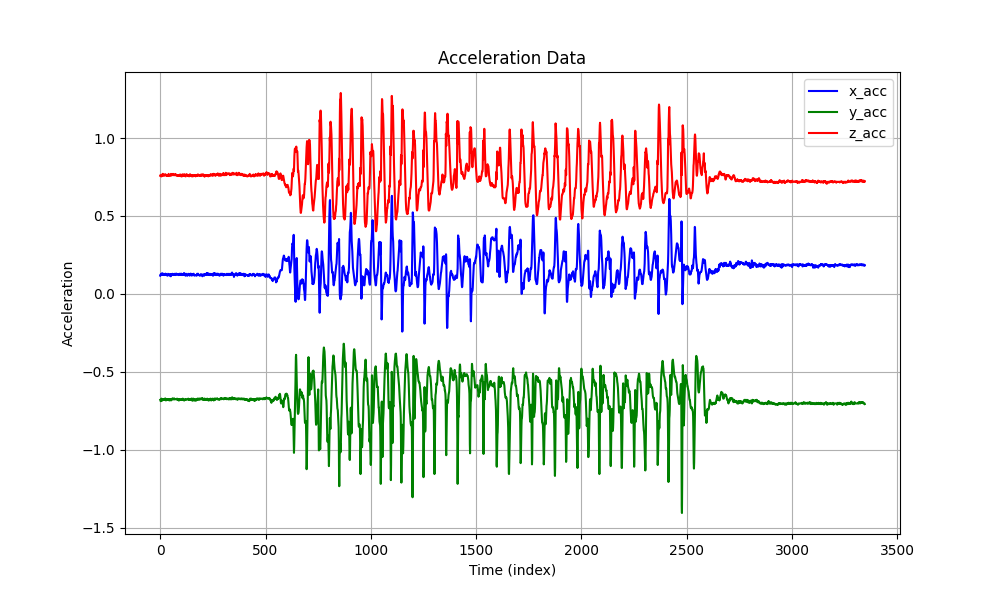 Acceleration Data
x_acc
y_acc
z_acc
1.0
0.5
0.0
−0.5
−1.0
−1.5
Acceleration
0 500 1000 1500 2000 2500 3000 3500
Time (index)